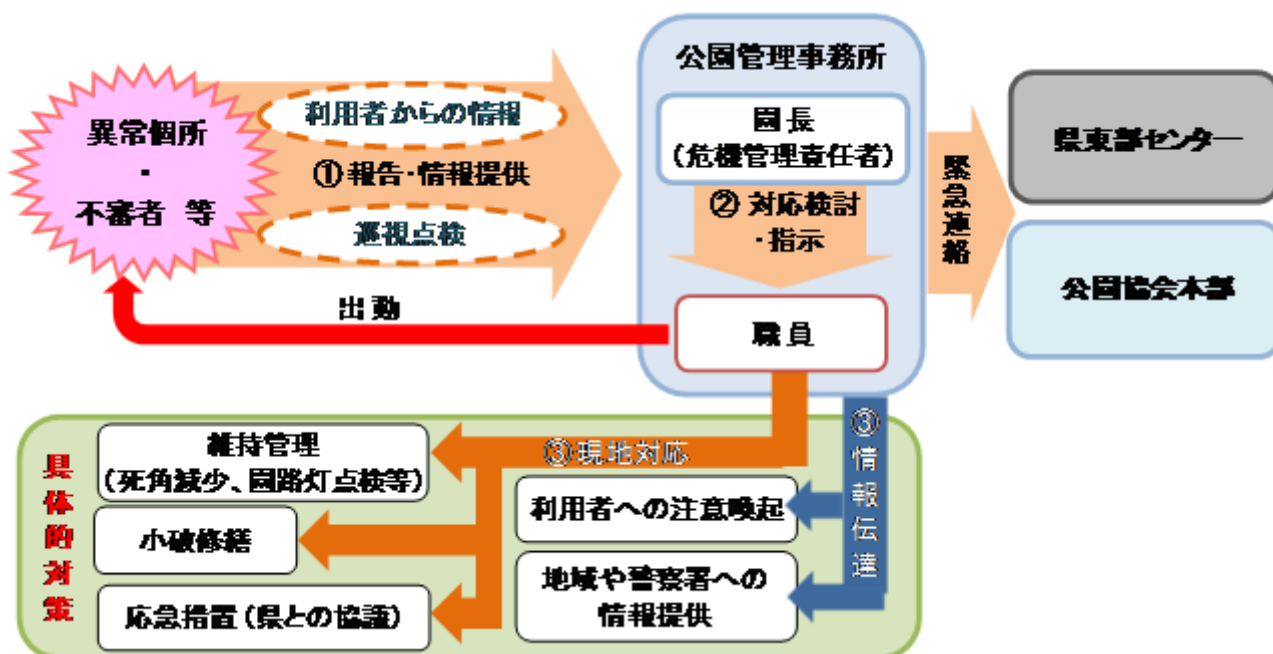 異常個所
・
不審者 等
利用者からの情報
①報告・情報提供
巡視点検
出動
公園管理事務所
園長
(危機管理責任者)
② 対応検討
・指示
職員
緊急連絡
県東部センター
公園協会本部
具体的対策
維持管理
(死角減少、園路灯点検等)
小破修繕
応急措置(県との協議)
③現地対応
利用者への注意喚起
地域や警察署への
情報提供
③情報伝達